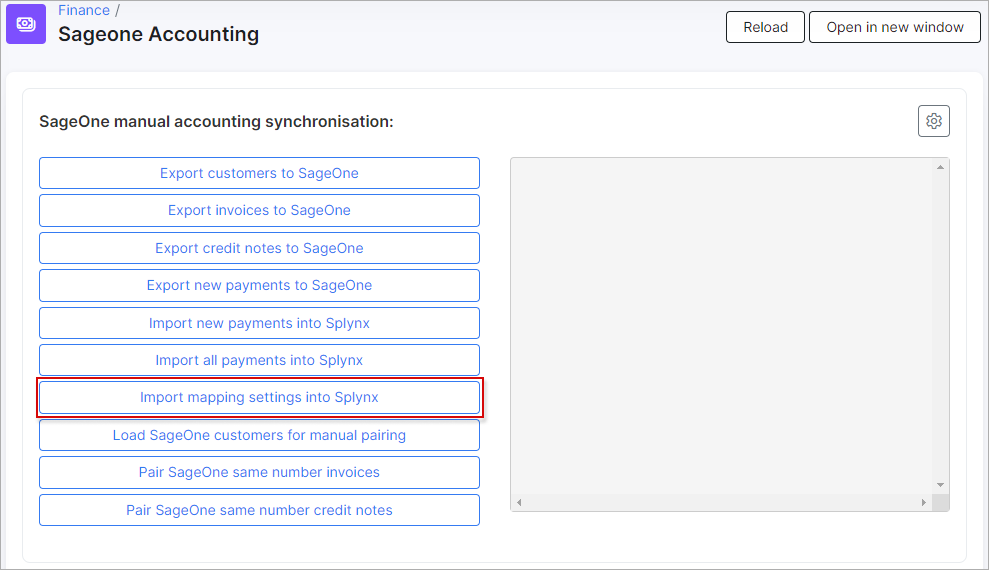 Finance /
Sageone Accounting
Reload
Open in new window
SageOne manual accounting synchronisation:
Export customers to SageOne
Export invoices to SageOne
Export credit notes to SageOne
Export new payments to SageOne
Import new payments into Splynx
Import all payments into Splynx
Import mapping settings into Splynx
Load SageOne customers for manual pairing
Pair SageOne same number invoices
Pair SageOne same number credit notes